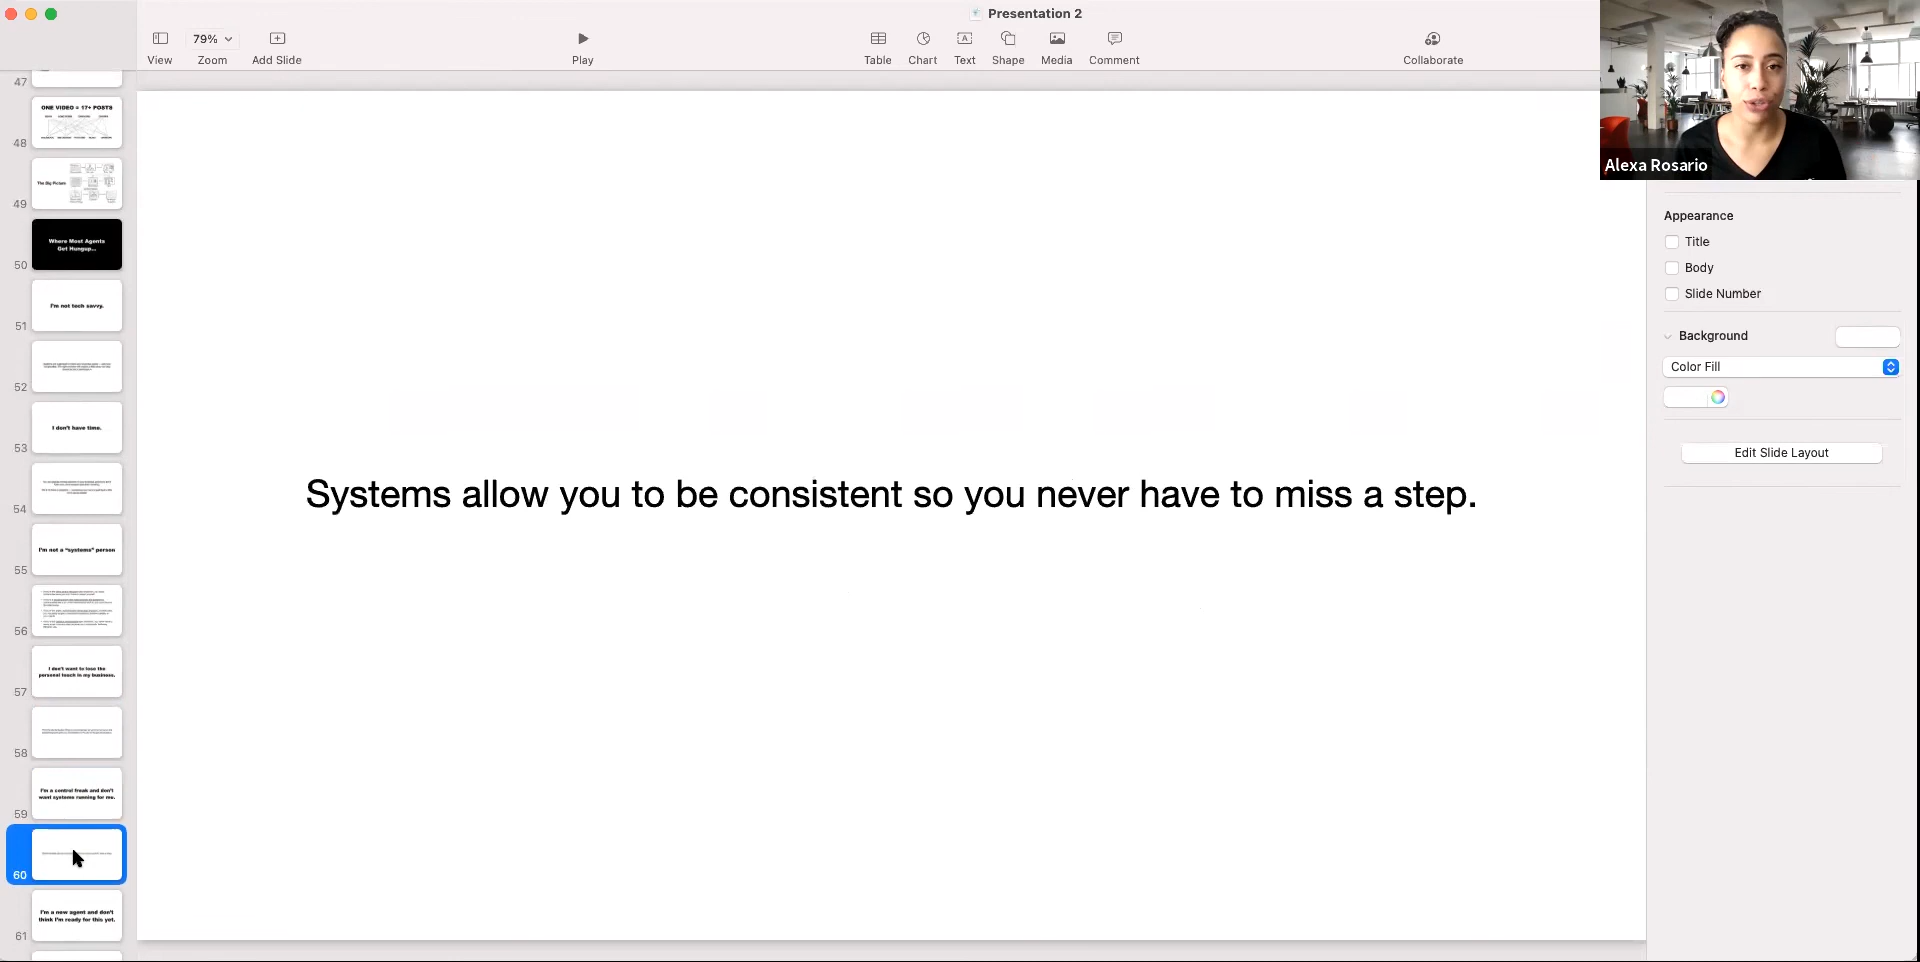 Presentation 2
79%
View
Zoom
Add Slide
Play
Table
Chart
Text
Shape
Media
Comment
Collaborate
Alexa Rosario
47
ONE VIDEO = 17+ POSTS
48
The Big Picture
49
Where Most Agents
Get Hungup...
50
I'm not tech savvy.
51
52
I don't have time.
53
54
I'm not a "systems" person
55
56
I don't want to lose the
personal touch in my business.
57
58
I'm a control freak and don't
want systems running for me.
59
60
I'm a new agent and don't
think I'm ready for this yet.
61
Systems allow you to be consistent so you never have to miss a step.
Appearance
Title
Body
Slide Number
Background
Color Fill
Edit Slide Layout